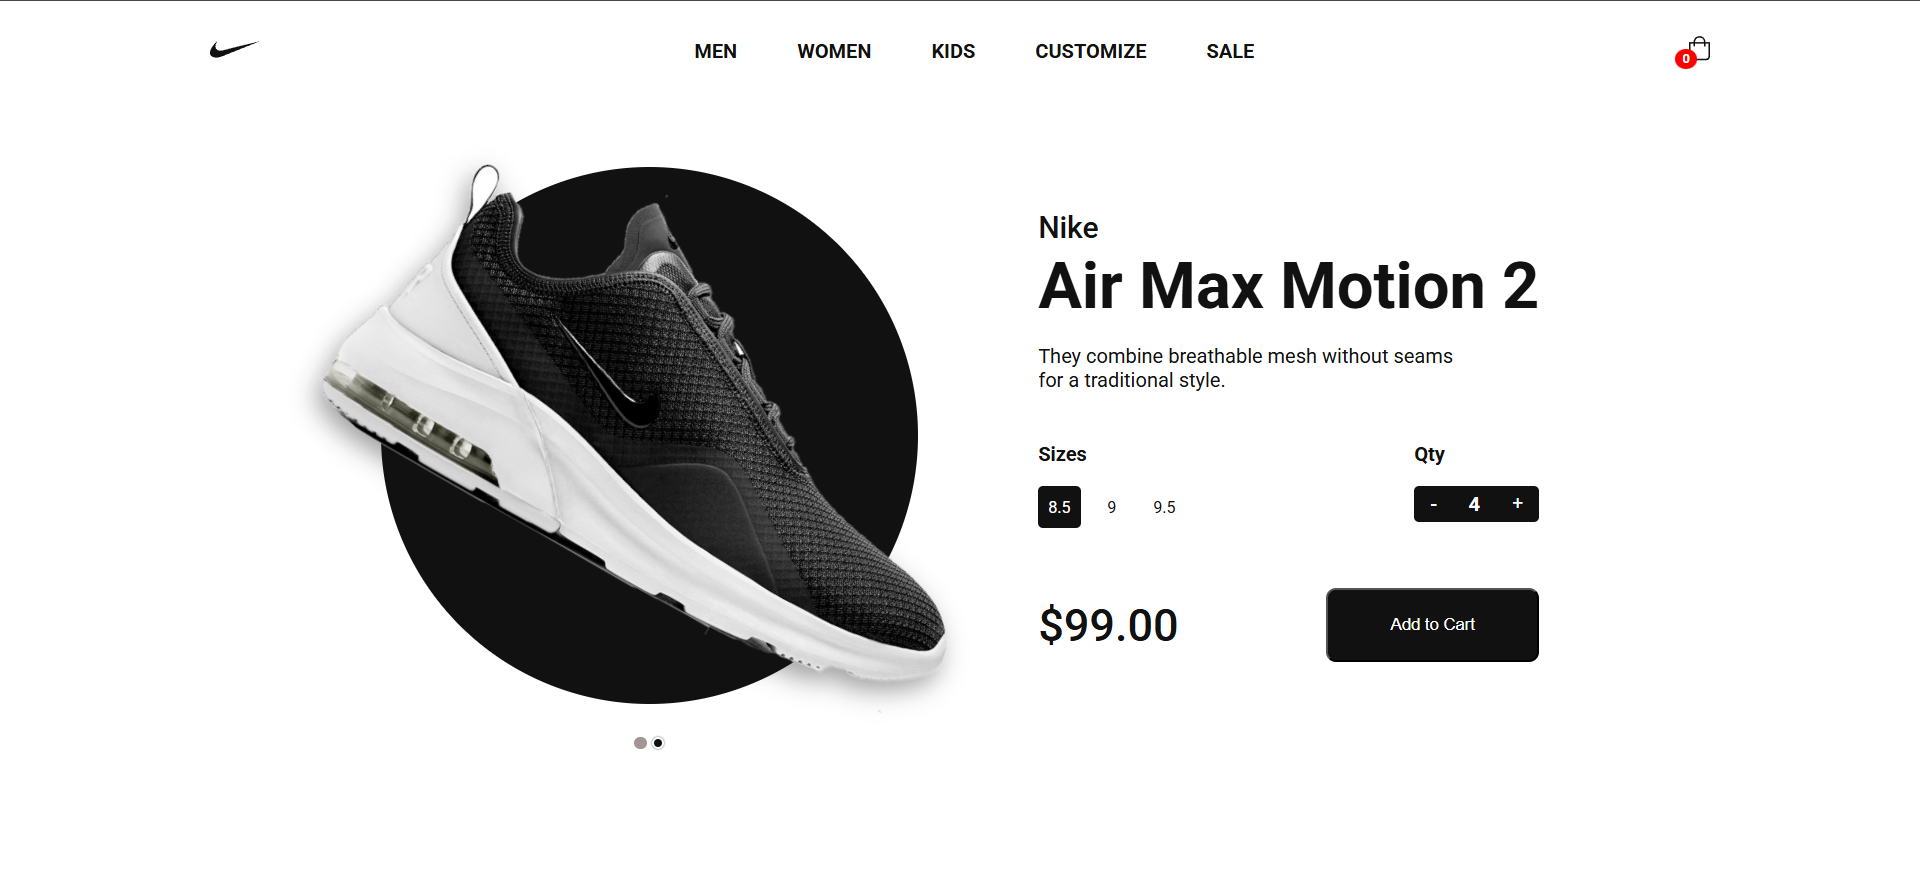 MEN WOMEN KIDS CUSTOMIZE SALE
0
Nike
Air Max Motion 2
They combine breathable mesh without seams
for a traditional style.
Sizes
Qty
8.5 9 9.5
- 4 +
$99.00
Add to Cart